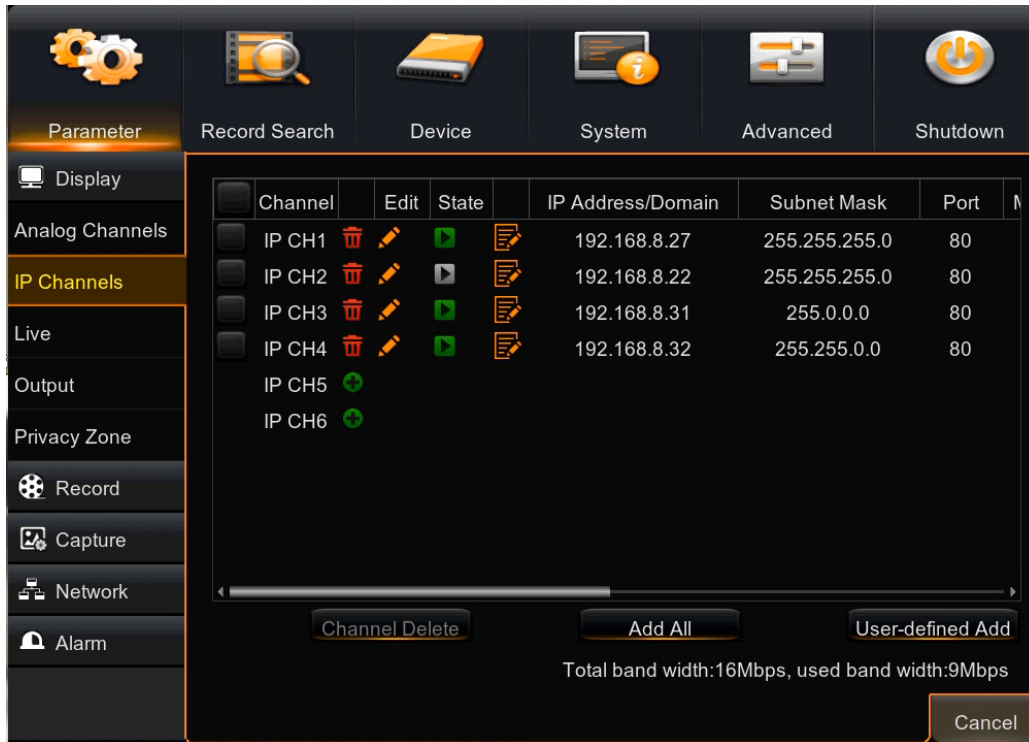 Parameter Record Search Device System Advanced Shutdown
Display
Analog Channels
IP Channels
Live
Output
Privacy Zone
Record
Capture
Network
Alarm
Channel Edit State IP Address/Domain Subnet Mask Port
IP CH1 192.168.8.27 255.255.255.0 80
IP CH2 192.168.8.22 255.255.255.0 80
IP CH3 192.168.8.31 255.0.0.0 80
IP CH4 192.168.8.32 255.255.0.0 80
IP CH5
IP CH6
Channel Delete Add All User-defined Add
Total band width:16Mbps, used band width:9Mbps
Cancel